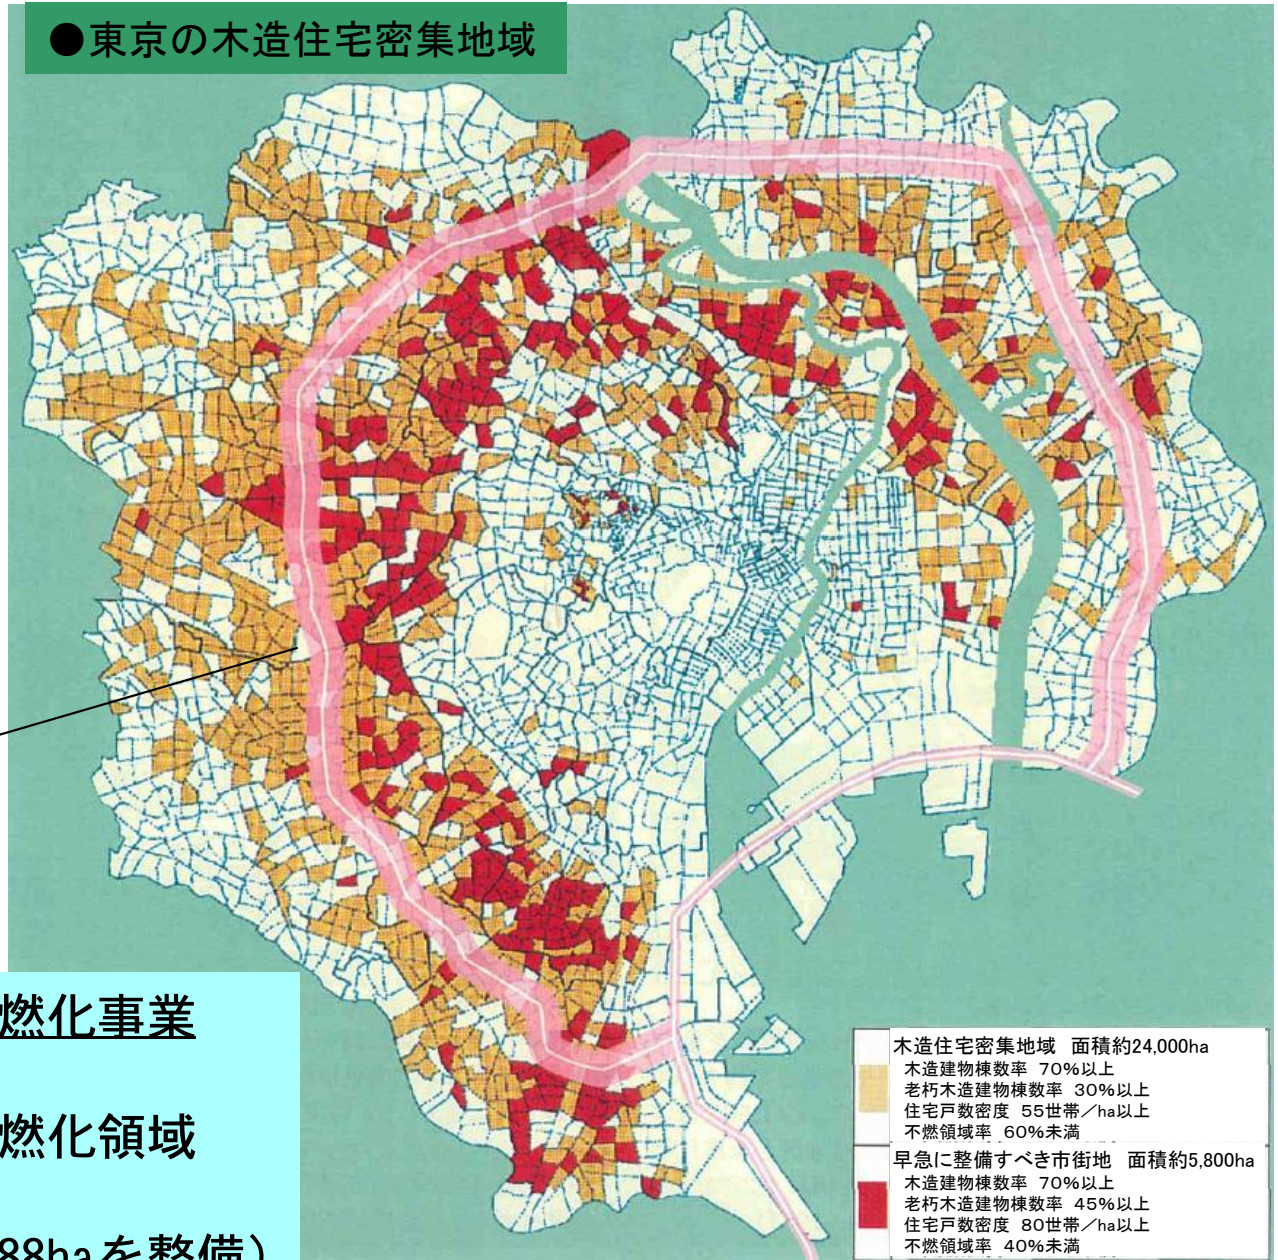 ●東京の木造住宅密集地域
燃化事業
燃化領域
88haを整備）
木造住宅密集地域　面積約24,000ha
木造建物棟数率 70％以上
老朽木造建物棟数率 30％以上
住宅戸数密度 55世帯／ha以上
不燃領域率 60％未満
早急に整備すべき市街地　面積約5,800ha
木造建物棟数率 70％以上
老朽木造建物棟数率 45％以上
住宅戸数密度 80世帯／ha以上
不燃領域率 40％未満